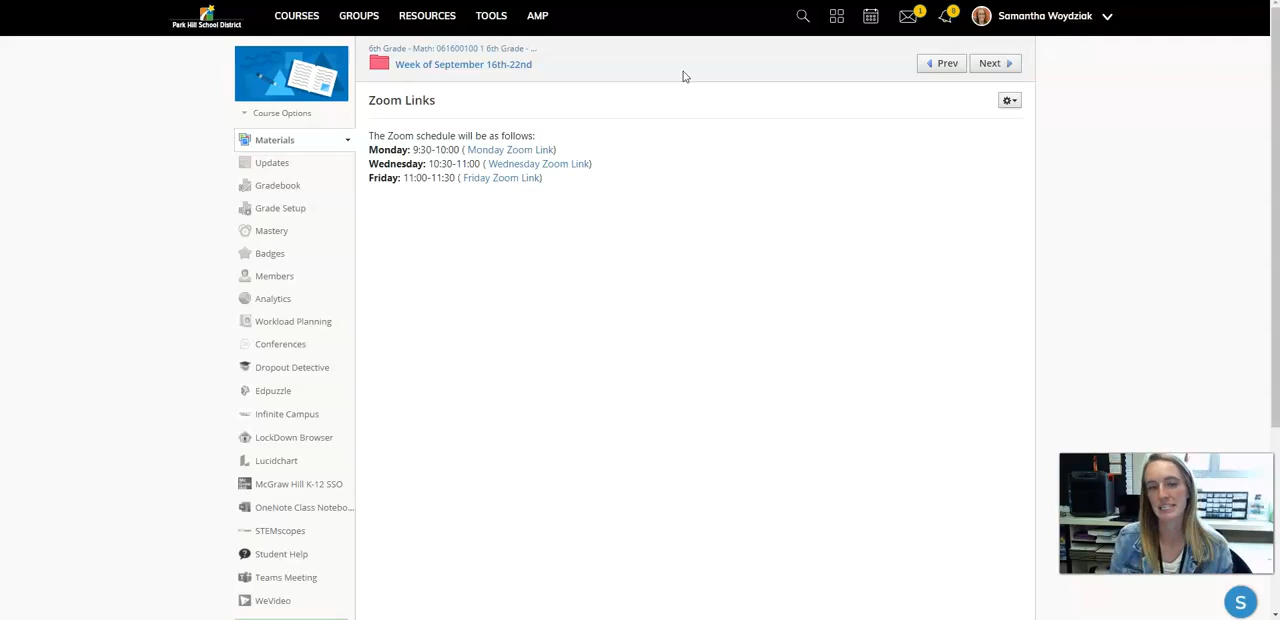 Park Hill School District
COURSES GROUPS RESOURCES TOOLS AMP
1
8
Samantha Woydziak
6th Grade - Math: 061600100 1 6th Grade - ...
Week of September 16th-22nd
Prev
Next
Course Options
Materials
Updates
Gradebook
Grade Setup
Mastery
Badges
Members
Analytics
Workload Planning
Conferences
Dropout Detective
Edpuzzle
Infinite Campus
LockDown Browser
Lucidchart
McGraw Hill K-12 SSO
OneNote Class Notebo...
STEMscopes
Student Help
Teams Meeting
WeVideo
Zoom Links
The Zoom schedule will be as follows:
Monday: 9:30-10:00 ( Monday Zoom Link)
Wednesday: 10:30-11:00 ( Wednesday Zoom Link)
Friday: 11:00-11:30 ( Friday Zoom Link)
S